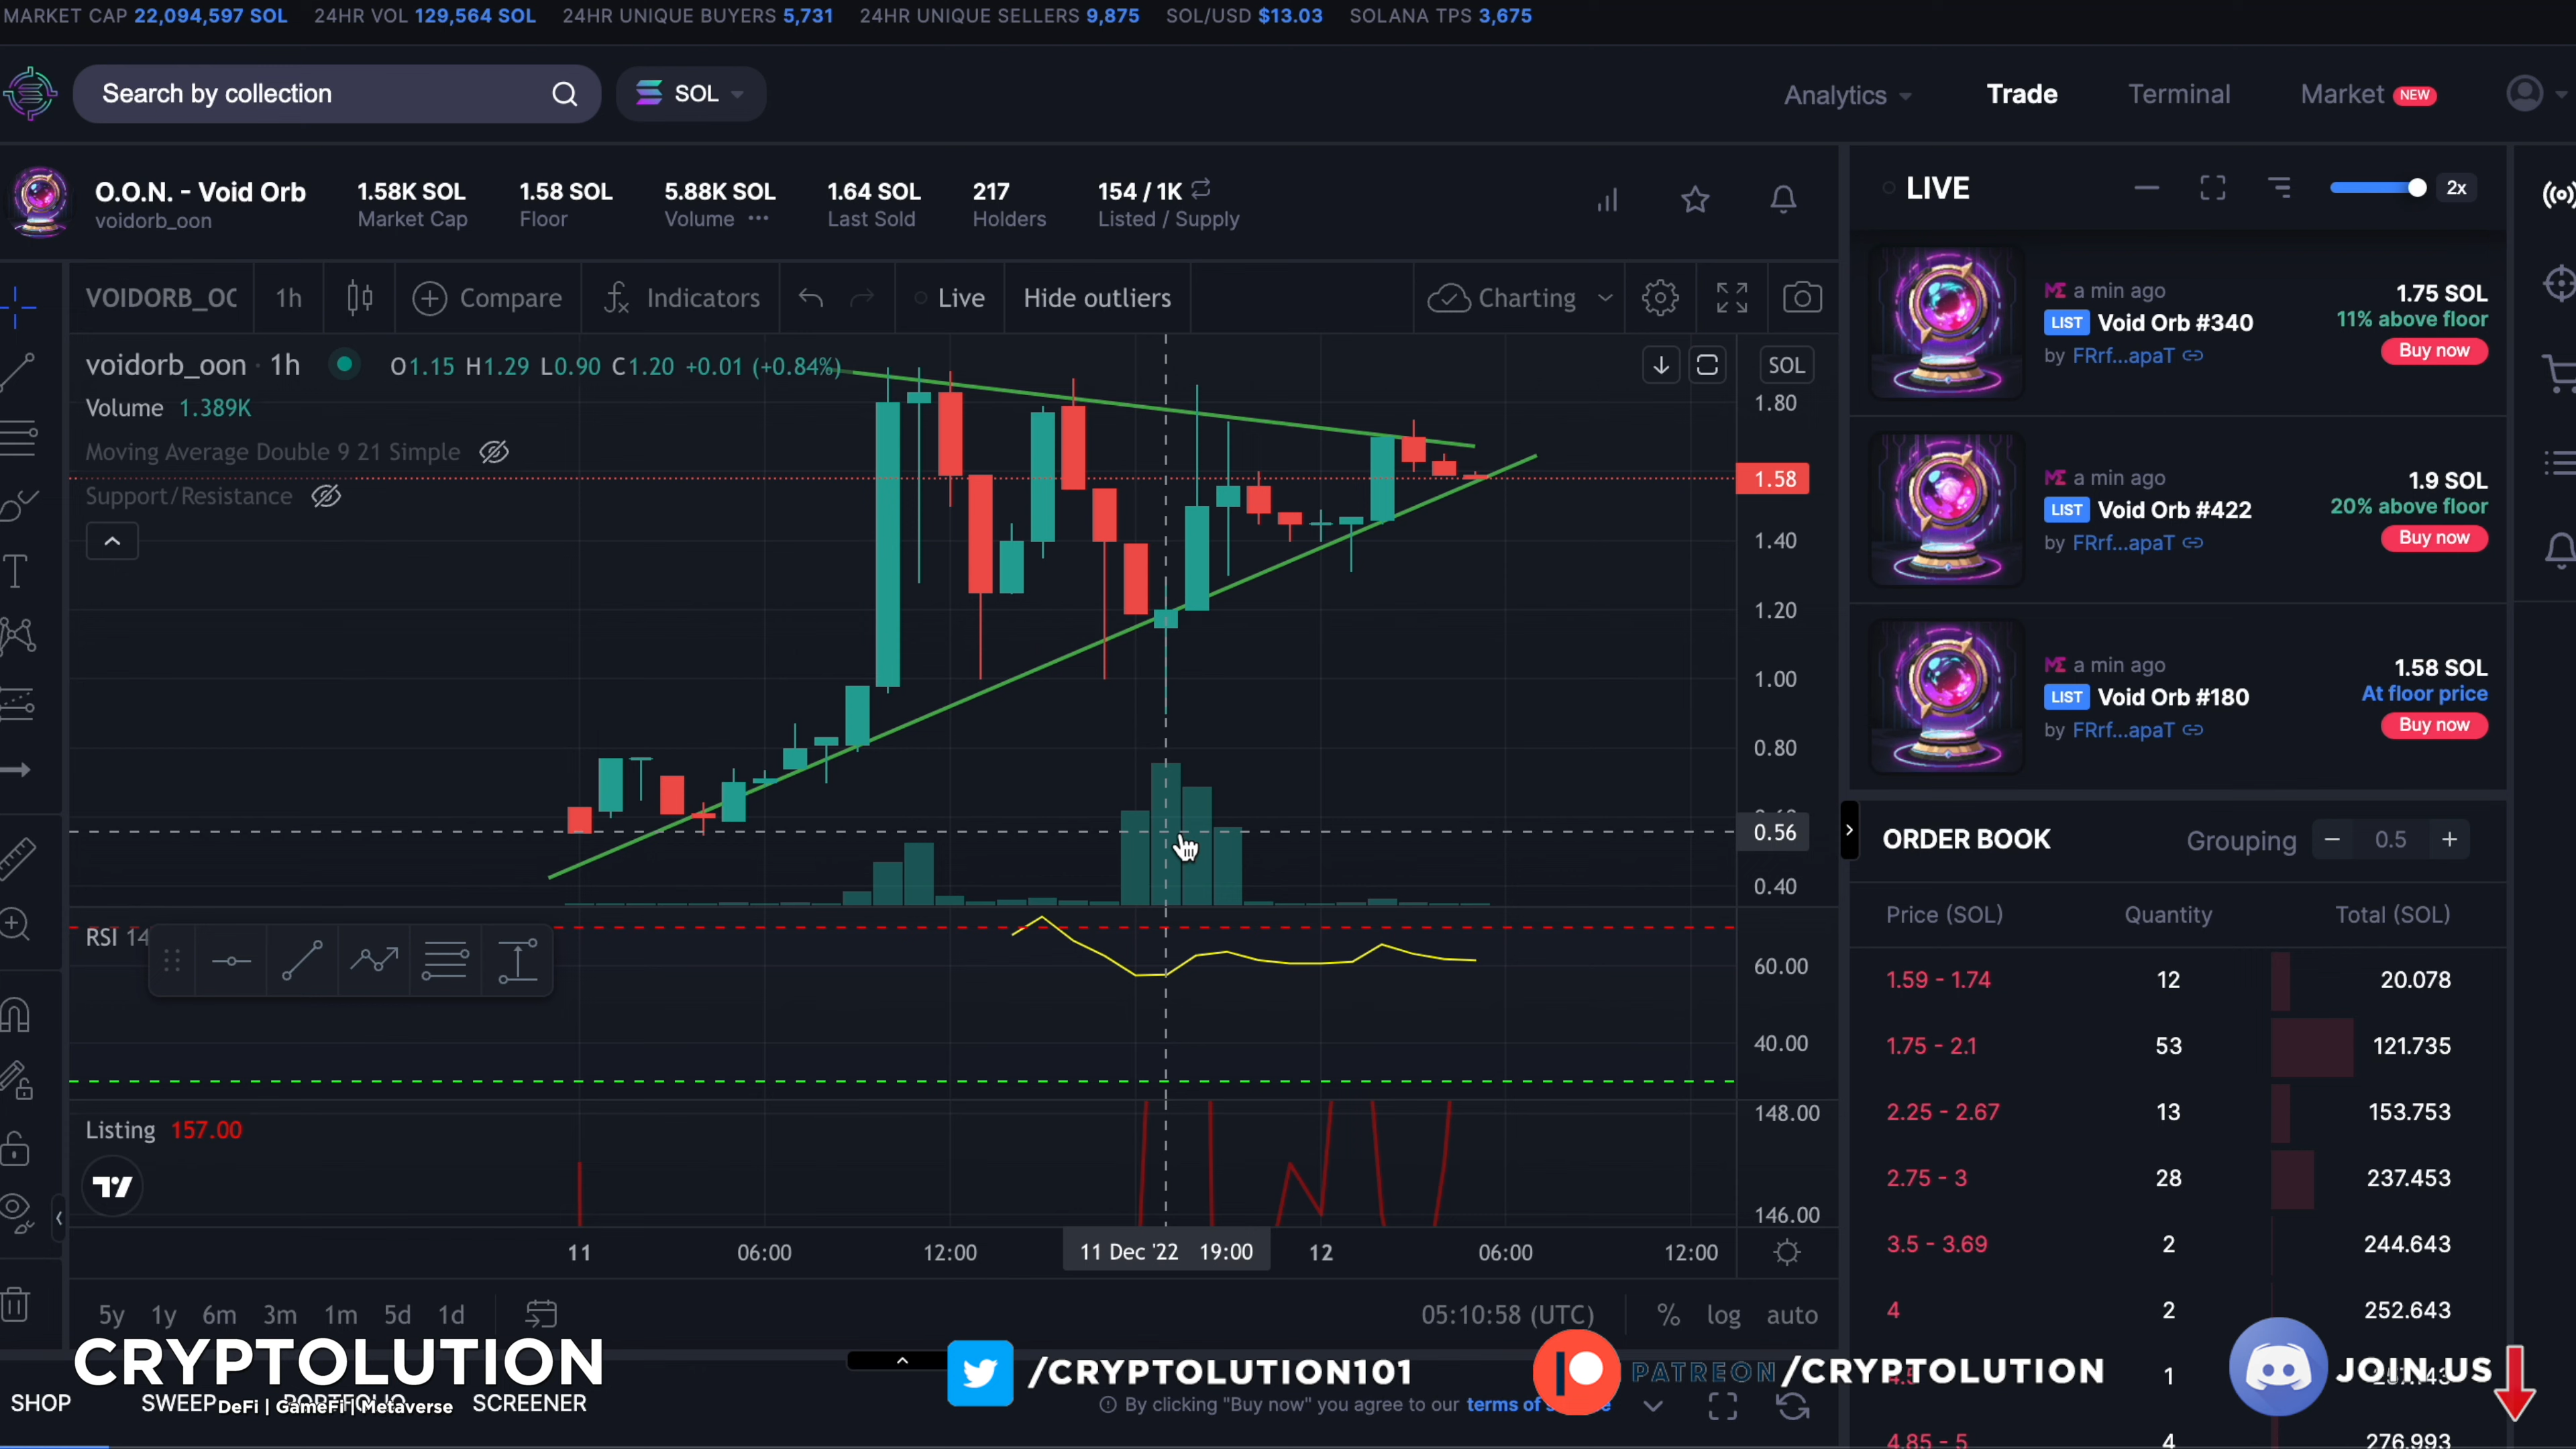 MARKET CAP 22,094,597 SOL 24HR VOL 129,564 SOL 24HR UNIQUE BUYERS 5,731 24HR UNIQUE SELLERS 9,875 SOL/USD $13.03 SOLANA TPS 3,675
Search by collection SOL Analytics Trade Terminal Market NEW
O.O.N. - Void Orb 1.58K SOL 1.58 SOL 5.88K SOL 1.64 SOL 217 154 / 1K
voidorb_oon Market Cap Floor Volume ••• Last Sold Holders Listed / Supply
VOIDORB_OC 1h Compare Indicators Live Hide outliers Charting
voidorb_oon · 1h O1.15 H1.29 L0.90 C1.20 +0.01 (+0.84%)
SOL
Volume 1.389K
Moving Average Double 9 21 Simple
Support/Resistance
1.80
1.58
1.40
1.20
1.00
0.80
0.56
0.40
RSI 14
60.00
40.00
Listing 157.00
148.00
146.00
11 06:00 12:00 11 Dec '22 19:00 12 06:00 12:00
5y 1y 6m 3m 1m 5d 1d 05:10:58 (UTC) % log auto
LIVE 2x
a min ago 1.75 SOL
LIST Void Orb #340 11% above floor
by FRrf...apaT Buy now
a min ago 1.9 SOL
LIST Void Orb #422 20% above floor
by FRrf...apaT Buy now
a min ago 1.58 SOL
LIST Void Orb #180 At floor price
by FRrf...apaT Buy now
ORDER BOOK Grouping − 0.5 +
Price (SOL) Quantity Total (SOL)
1.59 - 1.74 12 20.078
1.75 - 2.1 53 121.735
2.25 - 2.67 13 153.753
2.75 - 3 28 237.453
3.5 - 3.69 2 244.643
4 2 252.643
1
4.85 - 5 4 276.993
CRYPTOLUTION /CRYPTOLUTION101 PATREON /CRYPTOLUTION JOIN US
SHOP SWEEP PORTFOLIO SCREENER
DeFi | GameFi | Metaverse
By clicking "Buy now" you agree to our terms of